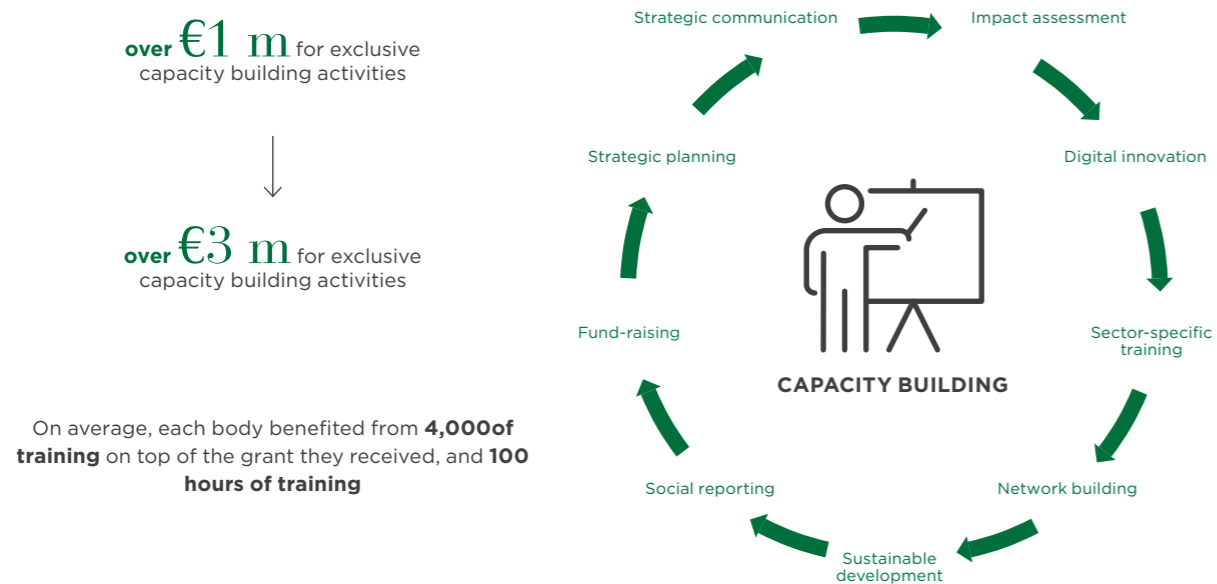 over €1 m for exclusive
capacity building activities
over €3 m for exclusive
capacity building activities
On average, each body benefited from 4,000of
training on top of the grant they received, and 100
hours of training
Strategic communication
Impact assessment
Digital innovation
Sector-specific
training
Network building
Sustainable
development
Social reporting
Fund-raising
Strategic planning
CAPACITY BUILDING